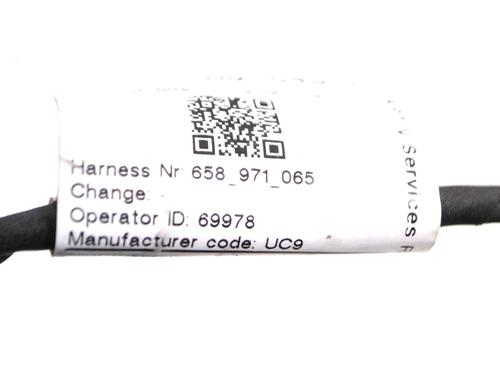 Harness Nr: 658_971_065
Change: -
Operator ID: 69978
Manufacturer code: UC9
Services